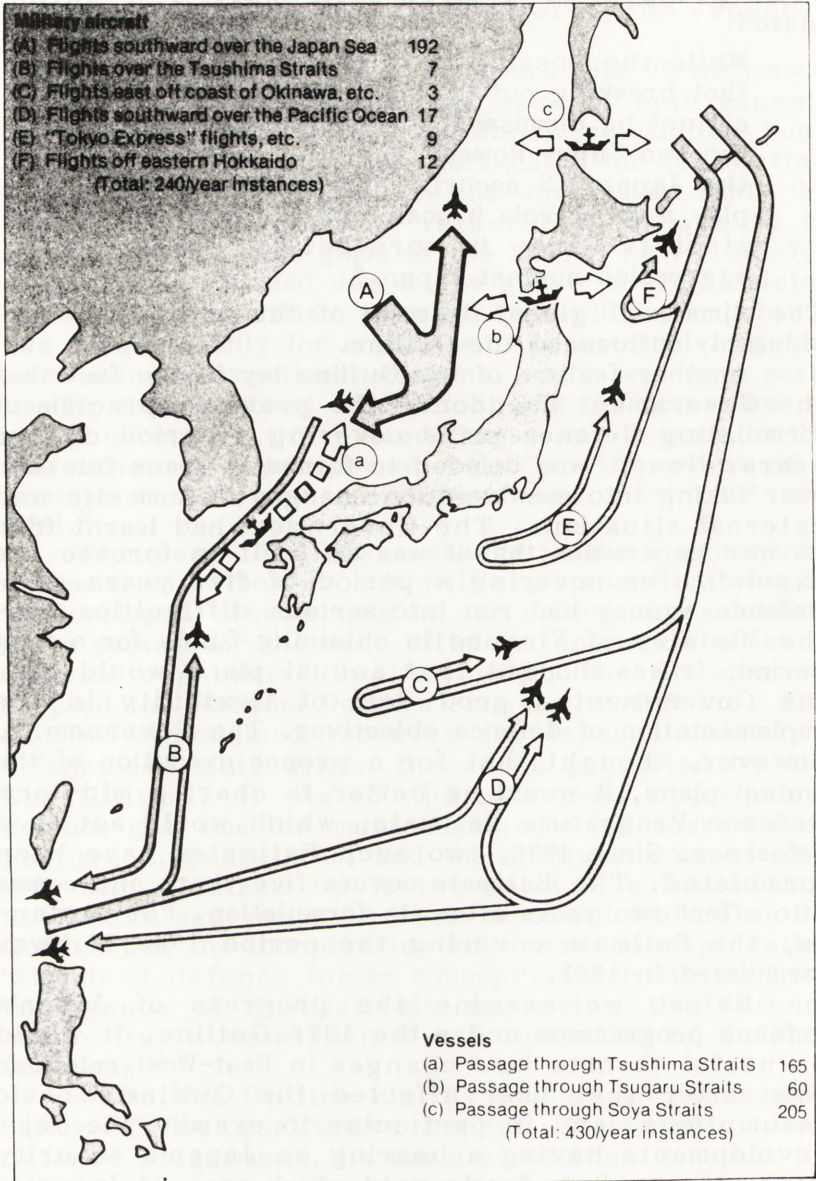 Military aircraft
(A) Flights southward over the Japan Sea 192
(B) Flights over the Tsushima Straits 7
(C) Flights east off coast of Okinawa, etc. 3
(D) Flights southward over the Pacific Ocean 17
(E) "Tokyo Express" flights, etc. 9
(F) Flights off eastern Hokkaido 12
(Total: 240/year instances)
c
A
F
b
a
E
C
B
D
Vessels
(a) Passage through Tsushima Straits 165
(b) Passage through Tsugaru Straits 60
(c) Passage through Soya Straits 205
(Total: 430/year instances)